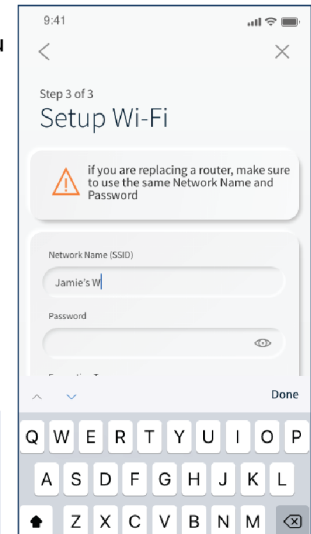 u
9:41
Step 3 of 3
Setup Wi-Fi
if you are replacing a router, make sure
to use the same Network Name and
Password
Network Name (SSID)
Jamie's W
Password
Done
Q W E R T Y U I O P
A S D F G H J K L
Z X C V B N M